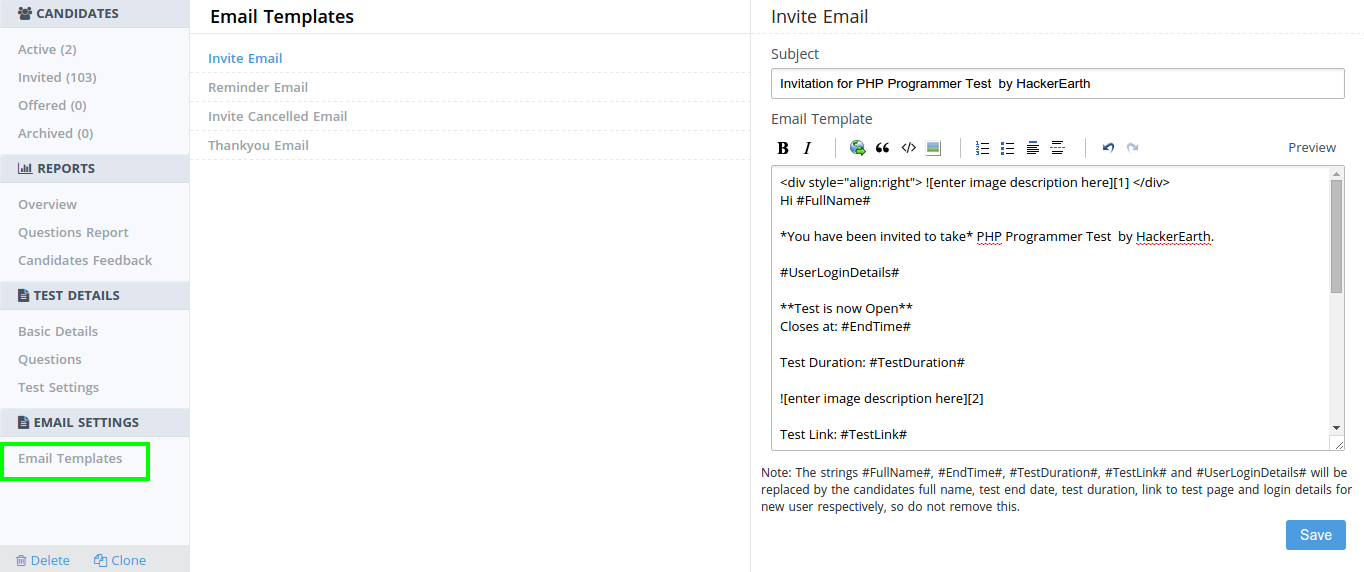 CANDIDATES
Active (2)
Invited (103)
Offered (0)
Archived (0)
REPORTS
Overview
Questions Report
Candidates Feedback
TEST DETAILS
Basic Details
Questions
Test Settings
EMAIL SETTINGS
Email Templates
Delete
Clone
Email Templates
Invite Email
Reminder Email
Invite Cancelled Email
Thankyou Email
Invite Email
Subject
Invitation for PHP Programmer Test  by HackerEarth
Email Template
B I
Preview
<div style="align:right"> ![enter image description here][1] </div>
Hi #FullName#
*You have been invited to take* PHP Programmer Test  by HackerEarth.
#UserLoginDetails#
**Test is now Open**
Closes at: #EndTime#
Test Duration: #TestDuration#
![enter image description here][2]
Test Link: #TestLink#
Note: The strings #FullName#, #EndTime#, #TestDuration#, #TestLink# and #UserLoginDetails# will be
replaced by the candidates full name, test end date, test duration, link to test page and login details for
new user respectively, so do not remove this.
Save